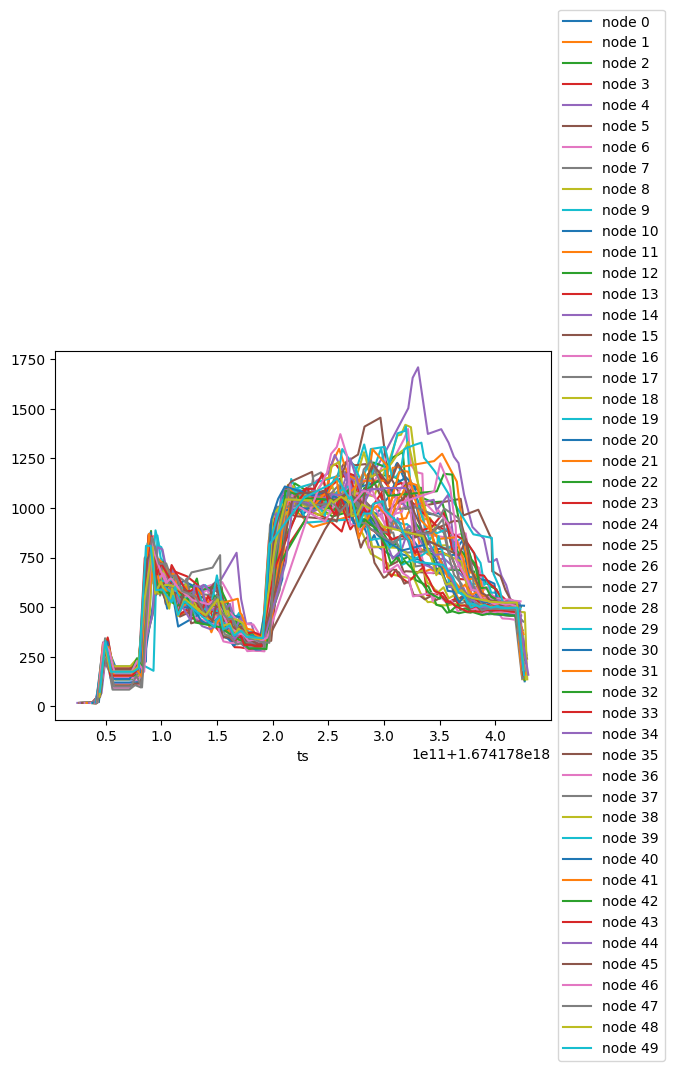 1750
1500
1250
1000
750
500
250
0
0.5 1.0 1.5 2.0 2.5 3.0 3.5 4.0
ts
1e11+1.674178e18
node 0
node 1
node 2
node 3
node 4
node 5
node 6
node 7
node 8
node 9
node 10
node 11
node 12
node 13
node 14
node 15
node 16
node 17
node 18
node 19
node 20
node 21
node 22
node 23
node 24
node 25
node 26
node 27
node 28
node 29
node 30
node 31
node 32
node 33
node 34
node 35
node 36
node 37
node 38
node 39
node 40
node 41
node 42
node 43
node 44
node 45
node 46
node 47
node 48
node 49